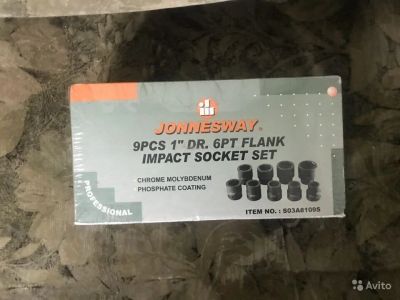 JONNESWAY®
9PCS 1" DR. 6PT FLANK
IMPACT SOCKET SET
CHROME MOLYBDENUM
PHOSPHATE COATING
PROFESSIONAL
ITEM NO. : S03A8109S
Avito